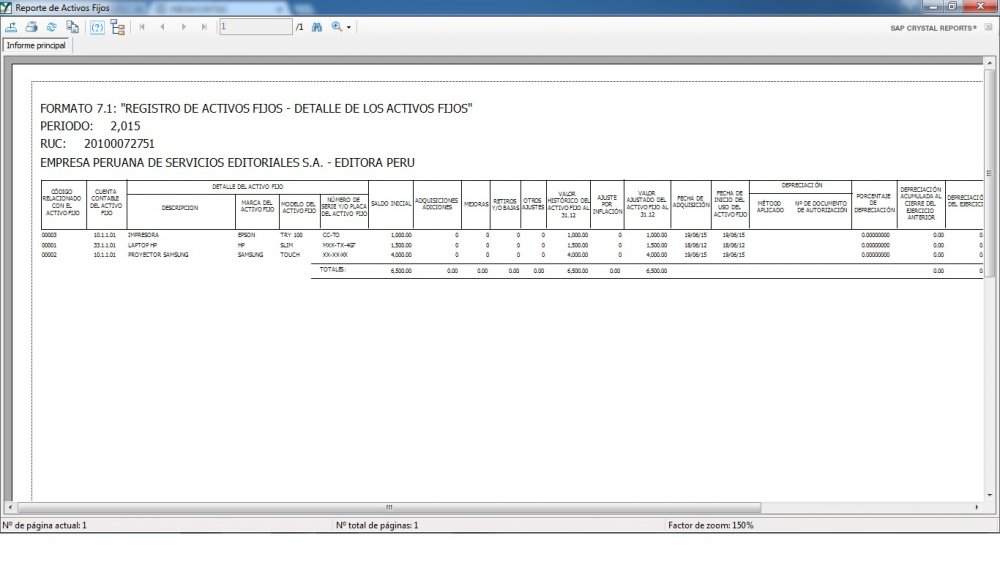 Reporte de Activos Fijos
1 /1
SAP CRYSTAL REPORTS®
Informe principal
FORMATO 7.1: "REGISTRO DE ACTIVOS FIJOS - DETALLE DE LOS ACTIVOS FIJOS"
PERIODO: 2,015
RUC: 20100072751
EMPRESA PERUANA DE SERVICIOS EDITORIALES S.A. - EDITORA PERU
CÓDIGO RELACIONADO CON EL ACTIVO FIJO
CUENTA CONTABLE DEL ACTIVO FIJO
DETALLE DEL ACTIVO FIJO
DESCRIPCION
MARCA DEL ACTIVO FIJO
MODELO DEL ACTIVO FIJO
NÚMERO DE SERIE Y/O PLACA DEL ACTIVO FIJO
SALDO INICIAL
ADQUISICIONES ADICIONES
MEJORAS
RETIROS Y/O BAJAS
OTROS AJUSTES
VALOR HISTÓRICO DEL ACTIVO FIJO AL 31.12
AJUSTE POR INFLACIÓN
VALOR AJUSTADO DEL ACTIVO FIJO AL 31.12
FECHA DE ADQUISICIÓN
FECHA DE INICIO DEL USO DEL ACTIVO FIJO
DEPRECIACIÓN
MÉTODO APLICADO
Nº DE DOCUMENTO DE AUTORIZACIÓN
PORCENTAJE DE DEPRECIACIÓN
DEPRECIACIÓN ACUMULADA AL CIERRE DEL EJERCICIO ANTERIOR
DEPRECIACIÓ DEL EJERCICI
00003 10.1.1.01 IMPRESORA EPSON TRY 100 CC-TO 1,000.00 0 0 0 0 1,000.00 0 1,000.00 19/06/15 19/06/15 0.00000000 0.00 0
00001 33.1.1.01 LAPTOP HP HP SLIM MXX-TX-4GT 1,500.00 0 0 0 0 1,500.00 0 1,500.00 18/06/12 18/06/12 0.00000000 0.00 0
00002 10.1.1.01 PROYECTOR SAMSUNG SAMSUNG TOUCH XX-XX-XX 4,000.00 0 0 0 0 4,000.00 0 4,000.00 19/06/15 19/06/15 0.00000000 0.00 0
TOTALES: 6,500.00 0.00 0.00 0.00 0.00 6,500.00 0.00 6,500.00 0.00 0
Nº de página actual: 1 Nº total de páginas: 1 Factor de zoom: 150%